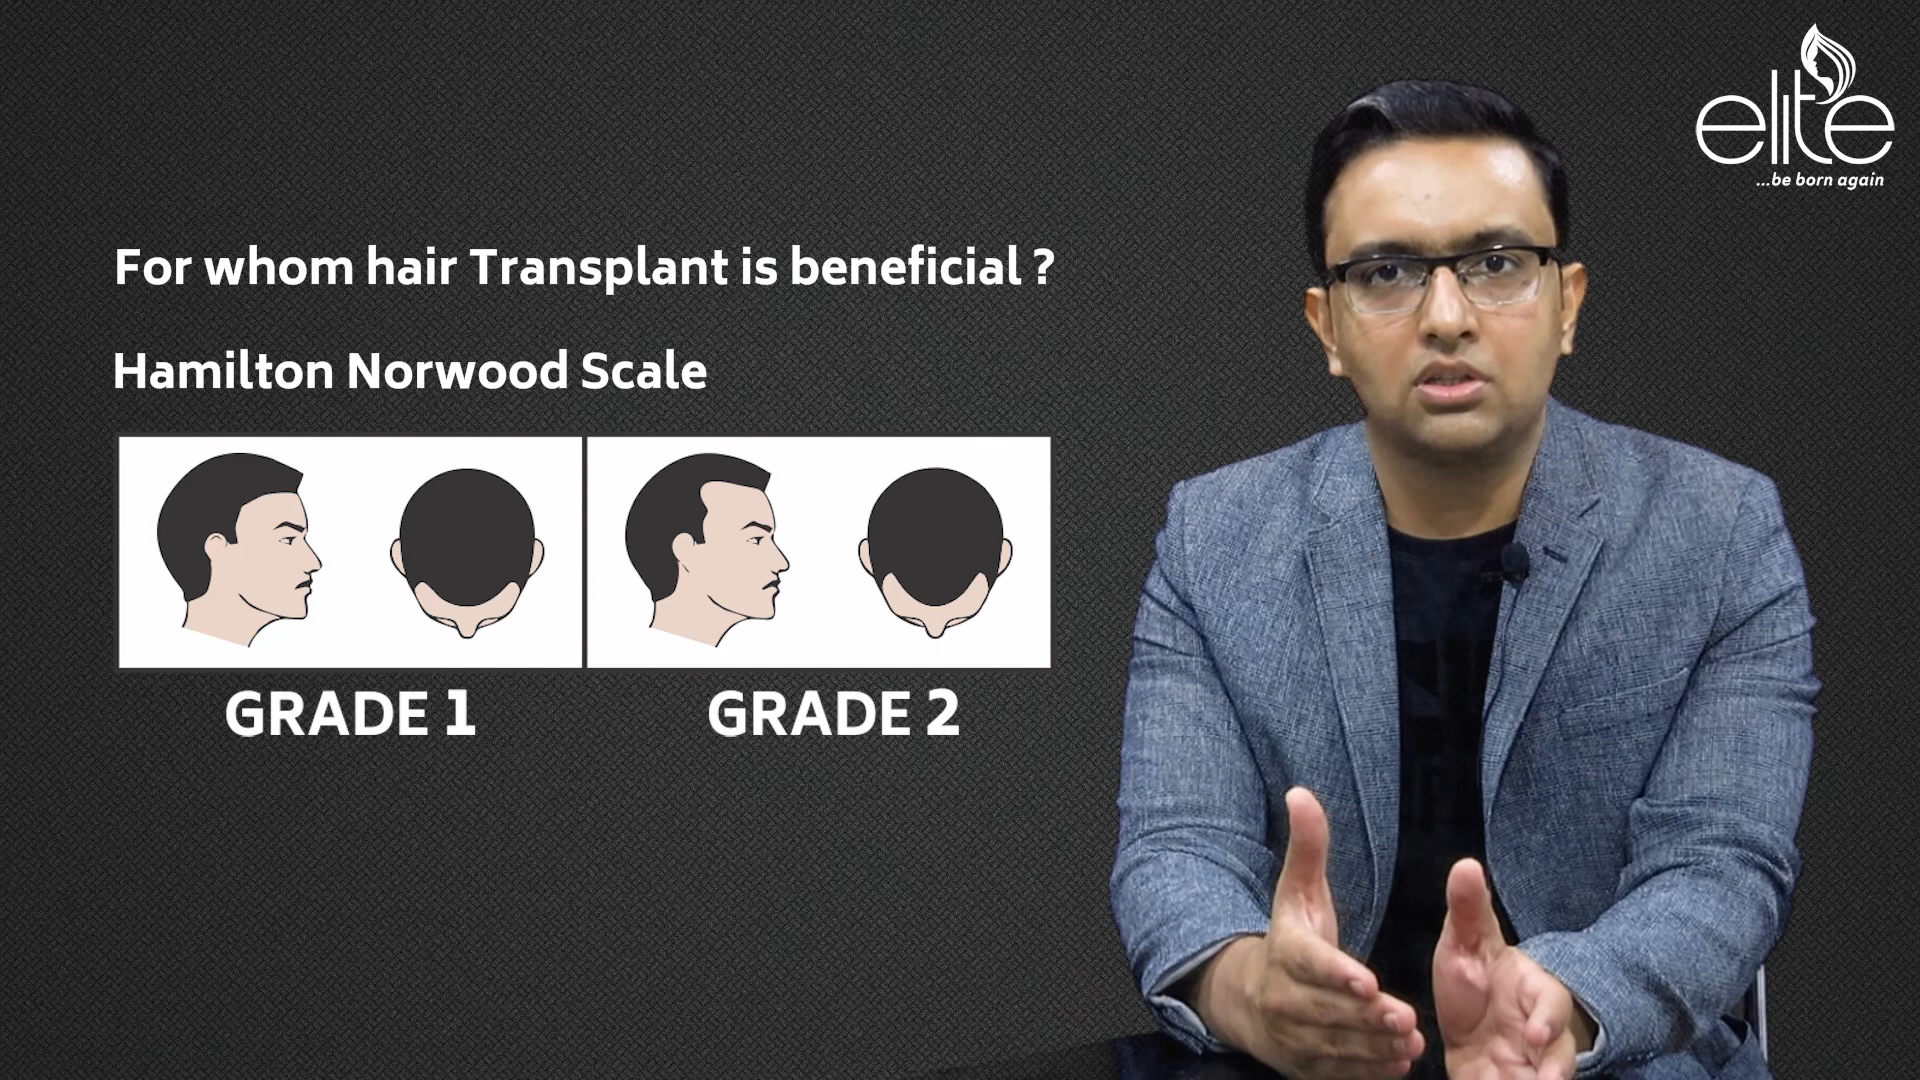 elite
...be born again
For whom hair Transplant is beneficial ?
Hamilton Norwood Scale
GRADE 1
GRADE 2